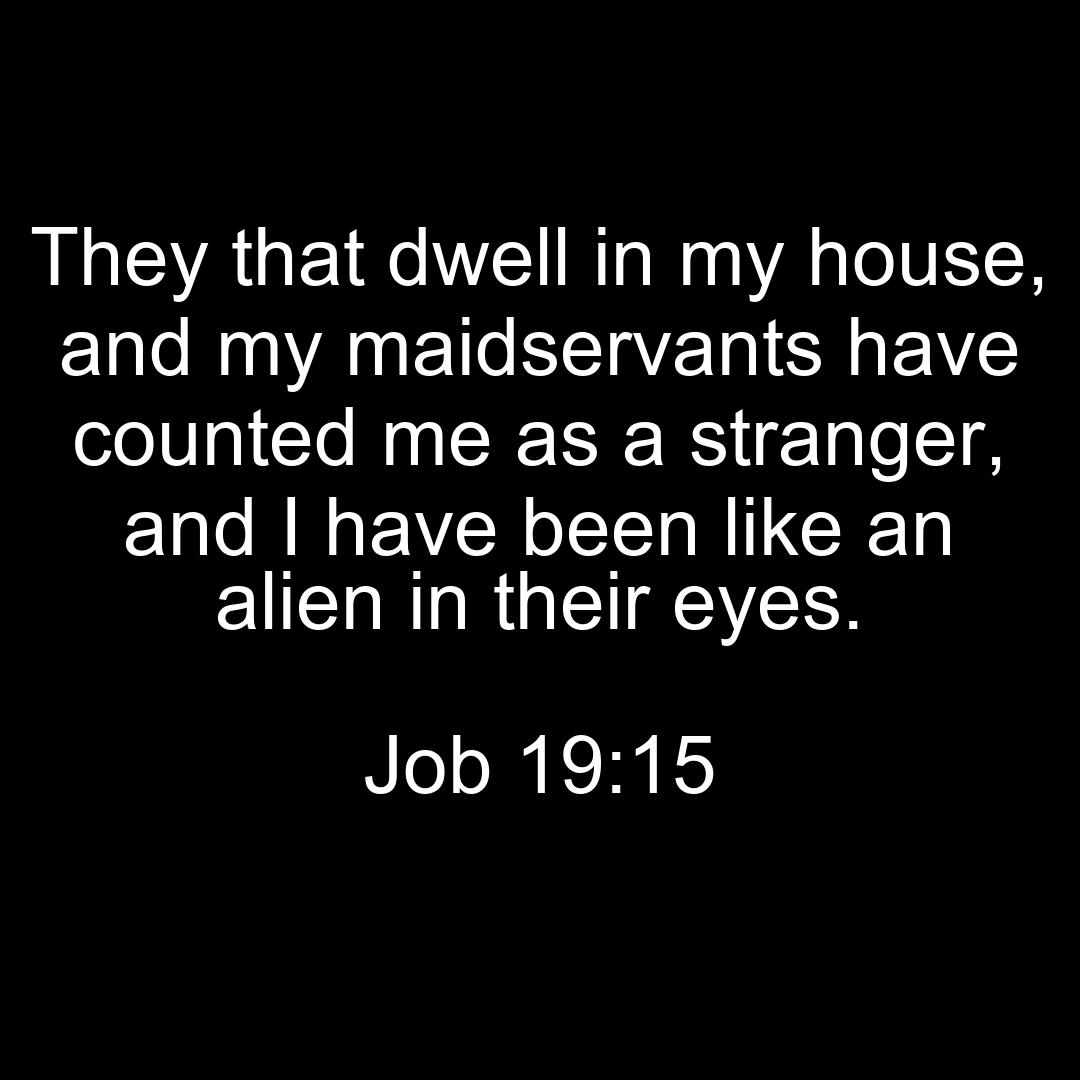 They that dwell in my house,
and my maidservants have
counted me as a stranger,
and I have been like an
alien in their eyes.
Job 19:15